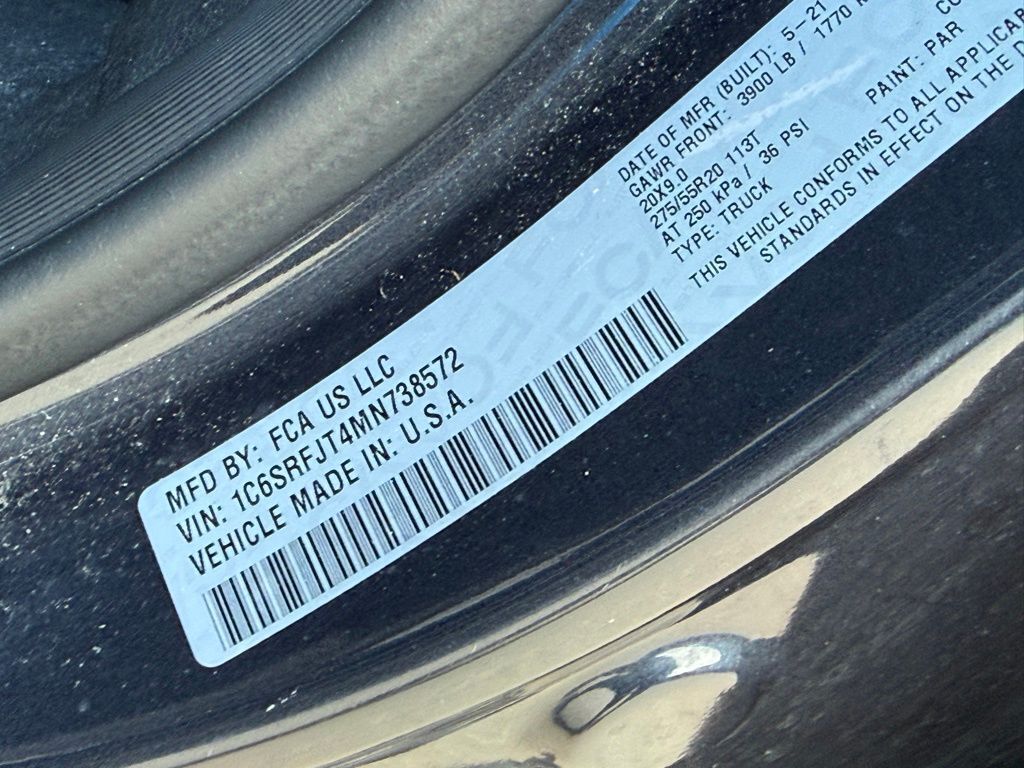 MFD BY: FCA US LLC
VIN: 1C6SRFJT4MN738572
VEHICLE MADE IN: U.S.A.
DATE OF MFR (BUILT): 5-21
GAWR FRONT: 3900 LB / 1770
20X9.0
275/55R20 113T
AT 250 kPa / 36 PSI
TYPE: TRUCK
PAINT: PAR
THIS VEHICLE CONFORMS TO ALL
STANDARDS IN EFFECT ON THE